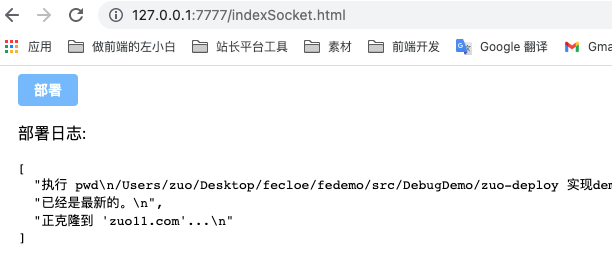 127.0.0.1:7777/indexSocket.html
应用 做前端的左小白 站长平台工具 素材 前端开发 Google 翻译 Gma
部署
部署日志:
[
"执行 pwd\n/Users/zuo/Desktop/fecloe/fedemo/src/DebugDemo/zuo-deploy 实现dem
"已经是最新的。\n",
"正克隆到 'zuo11.com'...\n"
]